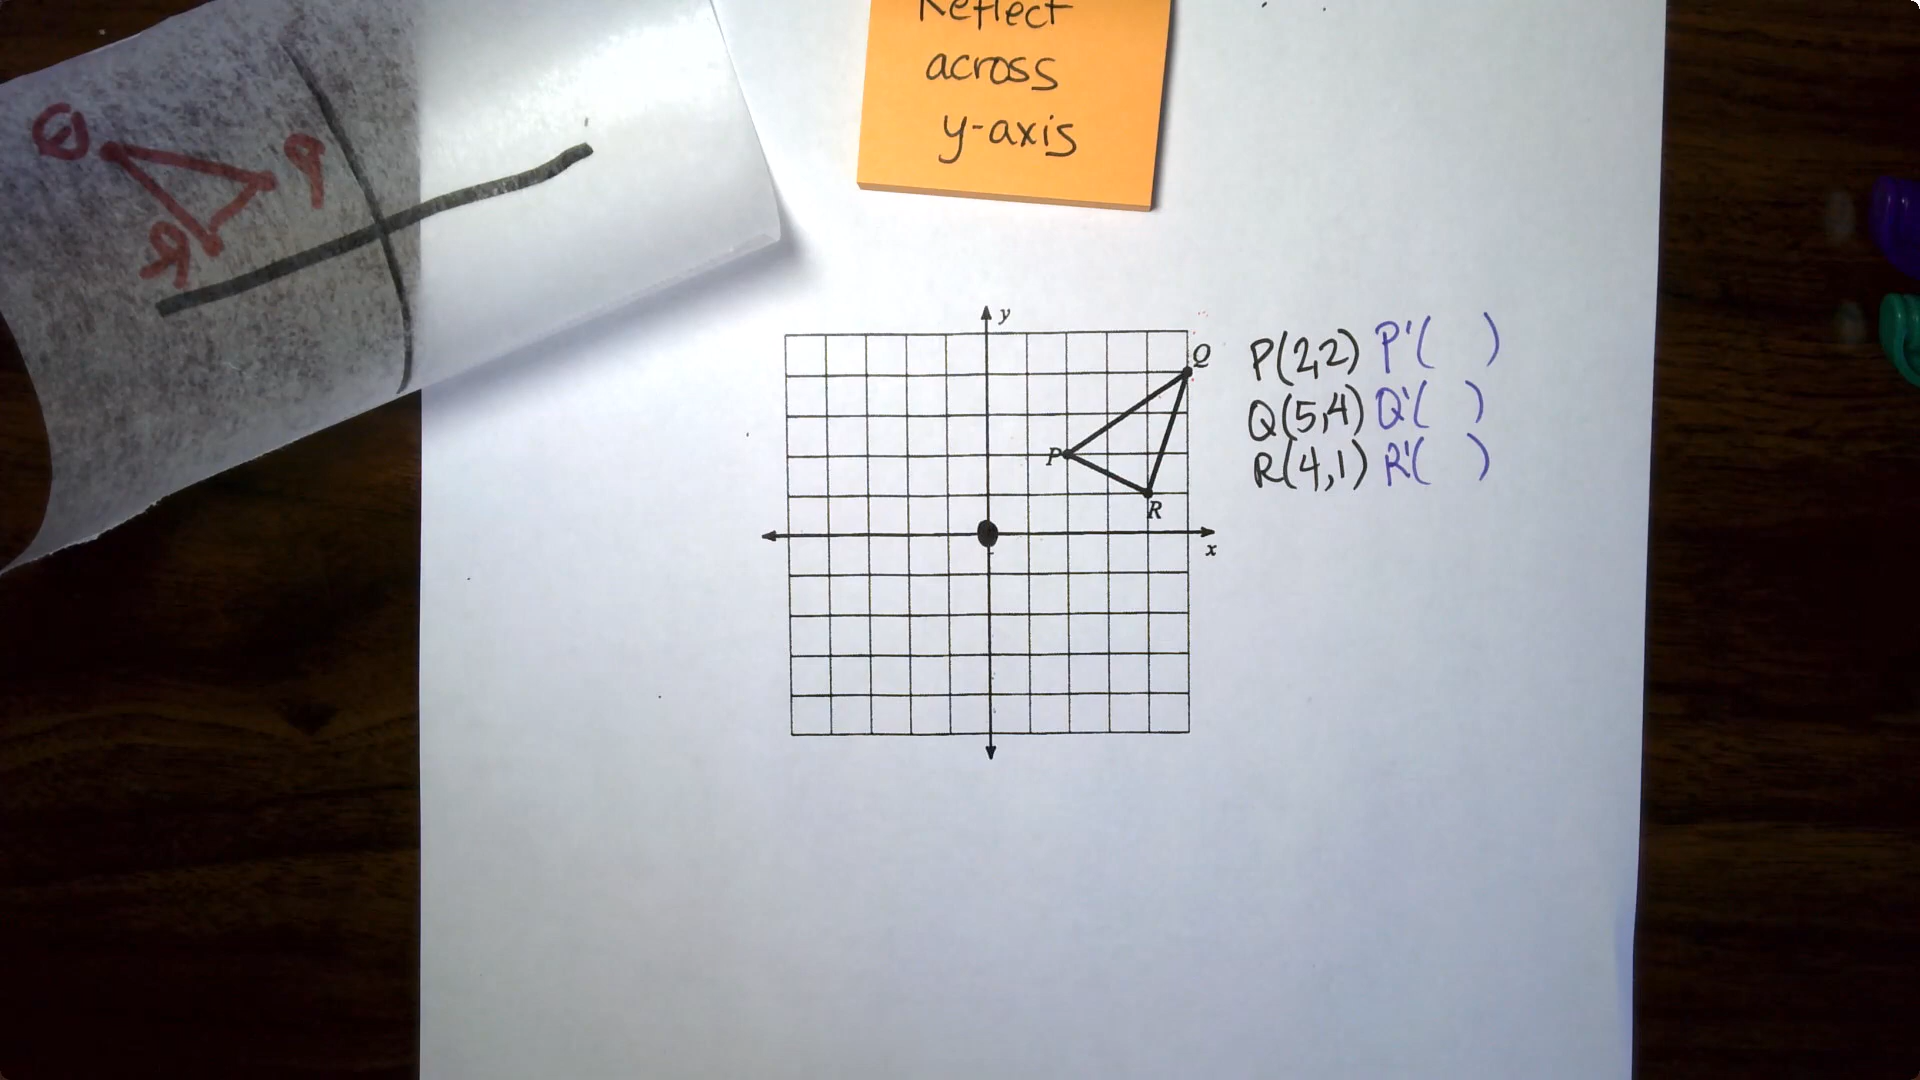 Reflect
across
y-axis
Q
P
R
y
Q
P
R
x
P(2,2) P'( )
Q(5,4) Q'( )
R(4,1) R'( )